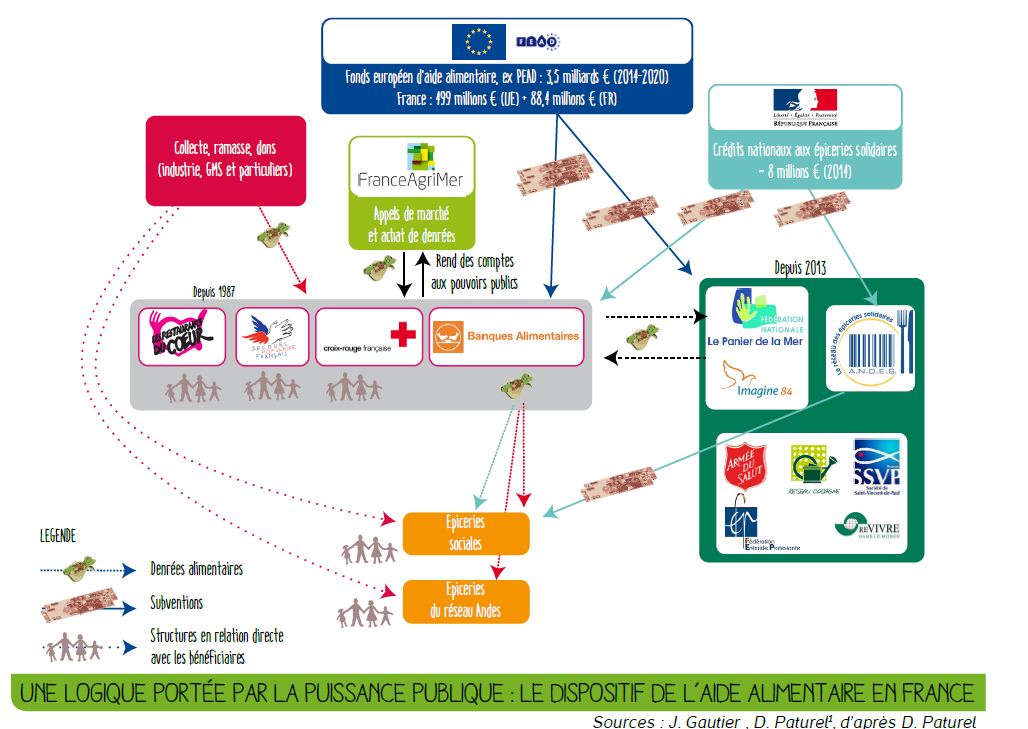 FEAD
Fonds européen d'aide alimentaire, ex PEAD : 3,5 milliards € (2014-2020)
France : 499 millions € (UE) + 88,4 millions € (FR)
Liberté • Égalité • Fraternité
RÉPUBLIQUE FRANÇAISE
Crédits nationaux aux épiceries solidaires
~ 8 millions € (2014)
Collecte, ramasse, dons
(industrie, GMS et particuliers)
FranceAgriMer
Appels de marché
et achat de denrées
Rend des comptes
aux pouvoirs publics
Depuis 1987
LES RESTAURANTS
DU COEUR
SECOURS
POPULAIRE
FRANÇAIS
croix-rouge française
Banques Alimentaires
Depuis 2013
FÉDÉRATION
NATIONALE
Le Panier de la Mer
Imagine 84
Le réseau des épiceries solidaires
A.N.D.E.S.
ARMÉE
DU
SALUT
RESEAU COCAGNE
SSVP
Société de
Saint-Vincent-de-Paul
Fédération
Entraide Protestante
REVIVRE
DANS LE MONDE
Epiceries
sociales
Epiceries
du réseau Andes
LEGENDE
Denrées alimentaires
Subventions
Structures en relation directe
avec les bénéficiaires
UNE LOGIQUE PORTÉE PAR LA PUISSANCE PUBLIQUE : LE DISPOSITIF DE L'AIDE ALIMENTAIRE EN FRANCE
Sources : J. Gautier , D. Paturel¹, d'après D. Paturel